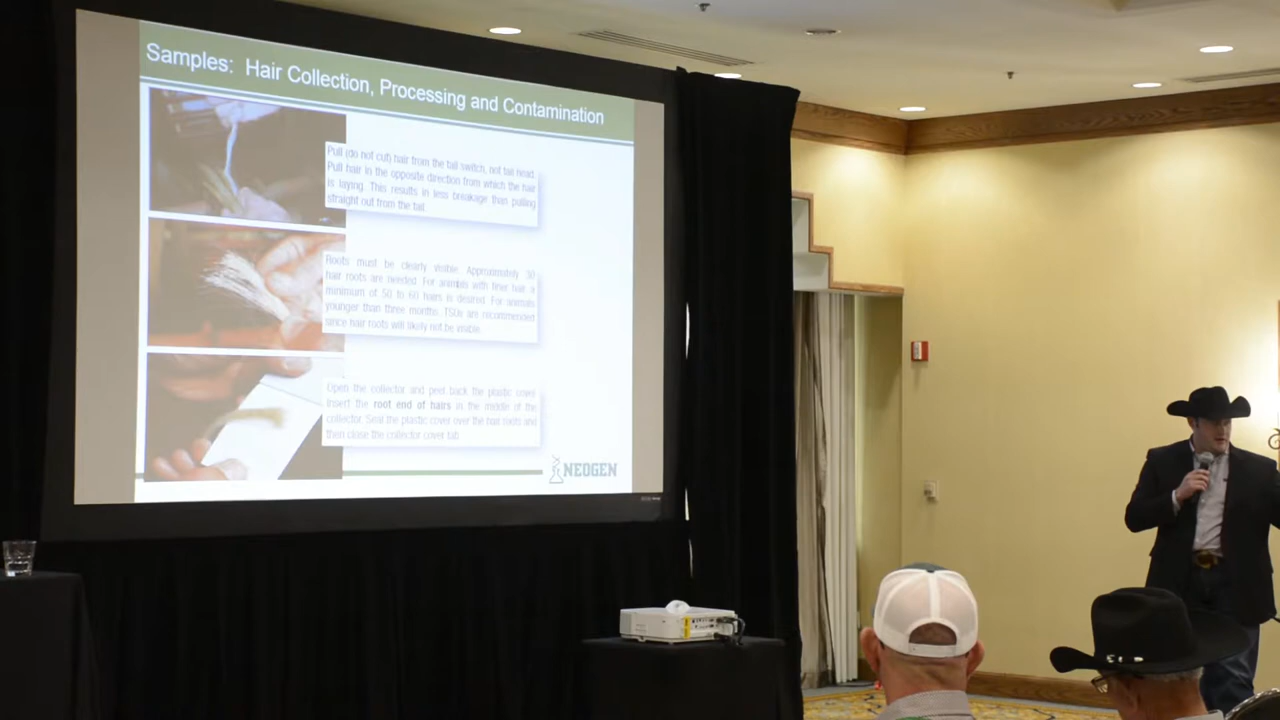 Samples: Hair Collection, Processing and Contamination
Pull (do not cut) hair from the tail switch, not tail head.
Pull hair in the opposite direction from which the hair
is laying. This results in less breakage than pulling
straight out from the tail.
Roots must be clearly visible. Approximately 30
hair roots are needed. For animals with finer hair a
minimum of 50 to 60 hairs is desired. For animals
younger than three months, TSUs are recommended
since hair roots will likely not be visible.
Open the collector and peel back the plastic cover.
Insert the root end of hairs in the middle of the
collector. Seal the plastic cover over the hair roots and
then close the collector cover tab.
NEOGEN